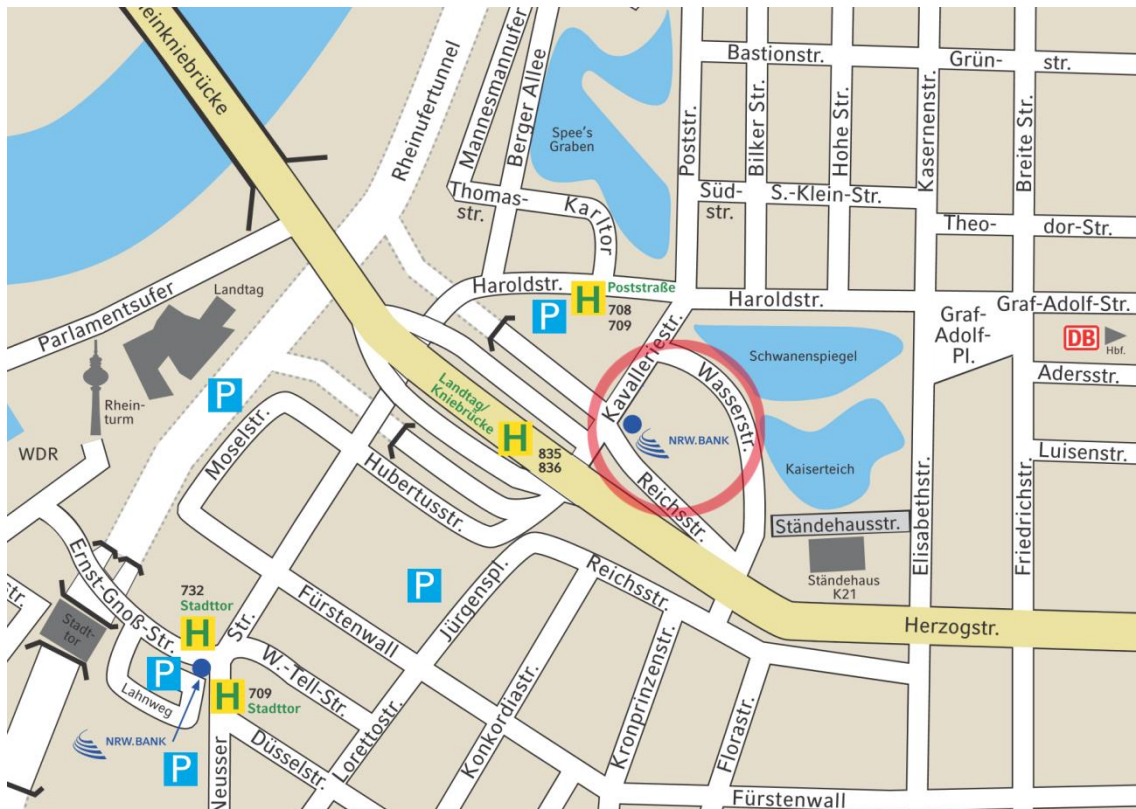 Rheinkniebrücke
Rheinufertunnel
Mannesmannufer
Berger Allee
Spee's
Graben
Thomas-
str.
Karltor
Poststr.
Bastionstr.
Bilker Str.
Hohe Str.
Kasernenstr.
Grün-
str.
Breite Str.
Süd-
str.
S.-Klein-Str.
Theo-
dor-Str.
Parlamentsufer
Landtag
Haroldstr.
H
Poststraße
708
709
P
Haroldstr.
Graf-
Adolf-
Pl.
Graf-Adolf-Str.
DB
Hbf.
Adersstr.
Luisenstr.
Kavalleriestr.
Schwanenspiegel
Wasserstr.
NRW.BANK
Kaiserteich
Reichsstr.
Rhein-
turm
WDR
P
Moselstr.
Landtag/
Kniebrücke
H
835
836
Hubertusstr.
Ständehausstr.
Ständehaus
K21
Elisabethstr.
Friedrichstr.
Herzogstr.
Ernst-Gnoß-Str.
Stadt-
tor
str.
732
Stadttor
H
Neusser
Str.
Fürstenwall
P
Jürgenspl.
Reichsstr.
W.-Tell-Str.
P
Lahnweg
H
709
Stadttor
NRW.BANK
P
Düsselstr.
Lorettostr.
Konkordiastr.
Kronprinzenstr.
Florastr.
Fürstenwall